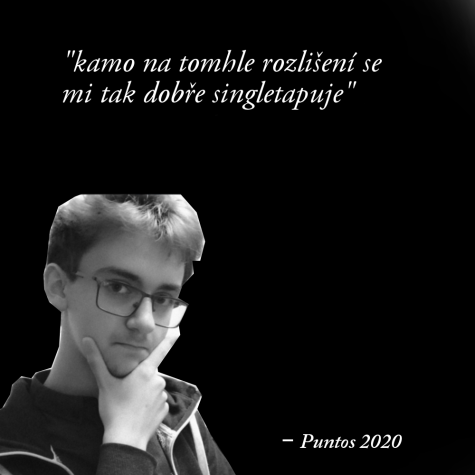 "kamo na tomhle rozlišení se
mi tak dobře singletapuje"
– Puntos 2020